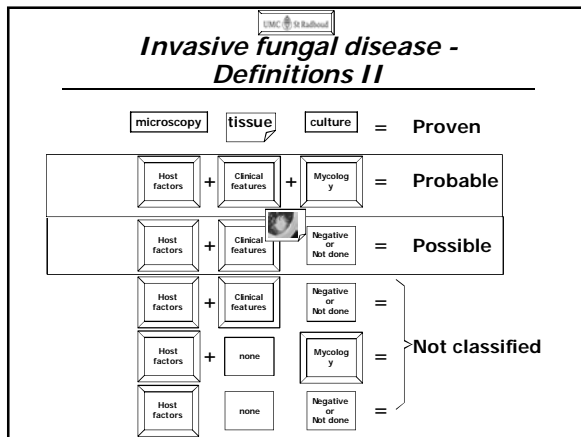 UMC St Radboud
Invasive fungal disease -
Definitions II
microscopy tissue culture = Proven
Host factors + Clinical features + Mycology = Probable
Host factors + Clinical features Negative or Not done = Possible
Host factors + Clinical features Negative or Not done =
Not classified
Host factors + none Mycology =
Host factors none Negative or Not done =